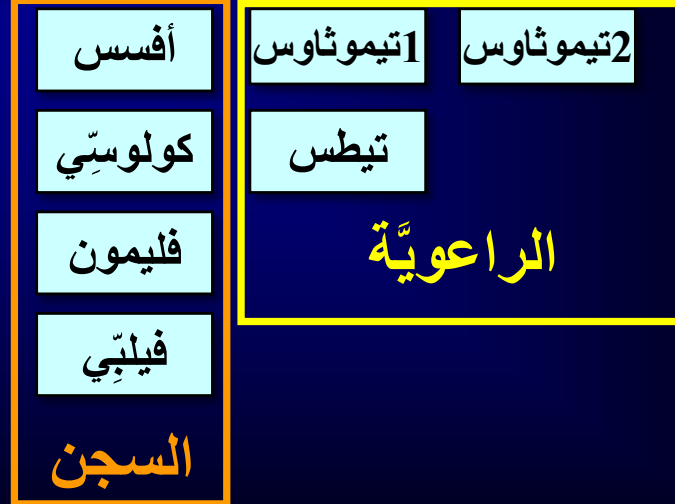 2تيموثاوس
1تيموثاوس
تيطس
الراعويَّة
أفسس
كولوسِّي
فليمون
فيلبِّي
السجن